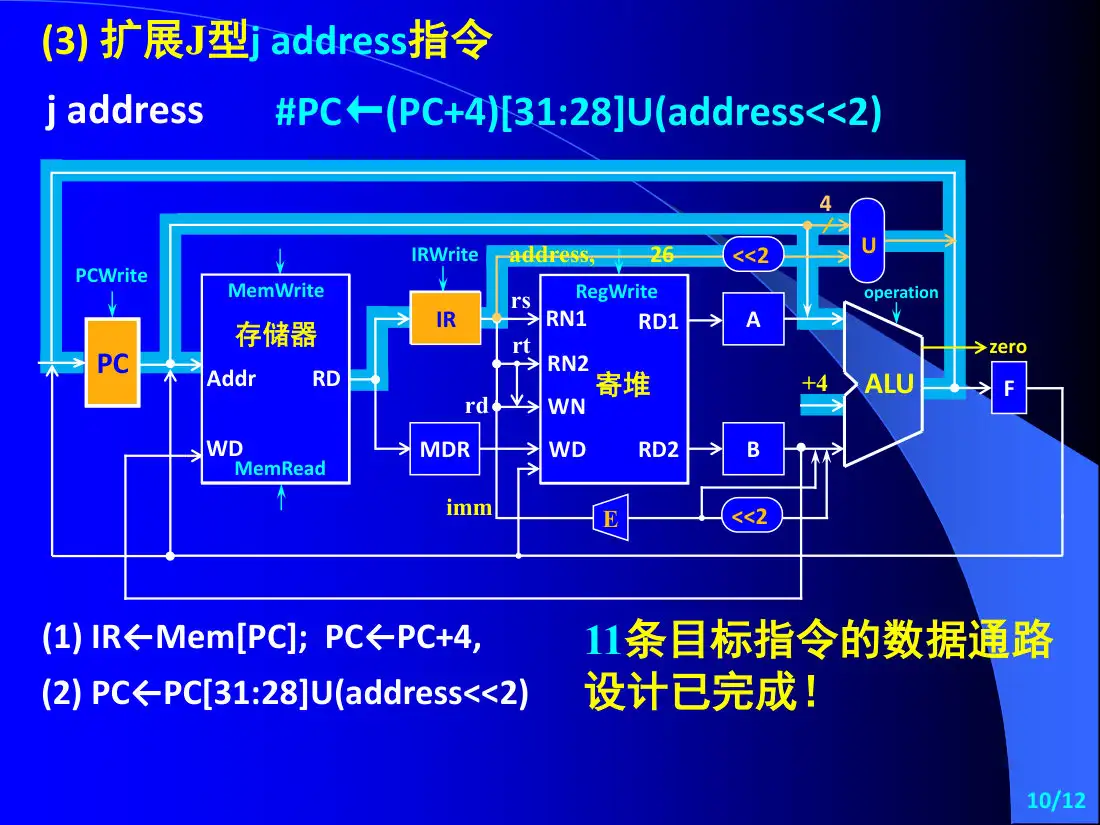 (3) 扩展J型j address指令
j address #PC←(PC+4)[31:28]U(address<<2)
4
PCWrite
IRWrite
address, 26
<<2
U
MemWrite
RegWrite
operation
存储器
IR
rs
RN1
RD1
A
PC
rt
zero
Addr
RD
RN2
寄堆
+4
ALU
F
rd
WN
WD
MDR
WD
RD2
B
MemRead
imm
E
<<2
(1) IR←Mem[PC]; PC←PC+4,
(2) PC←PC[31:28]U(address<<2)
11条目标指令的数据通路
设计已完成！
10/12